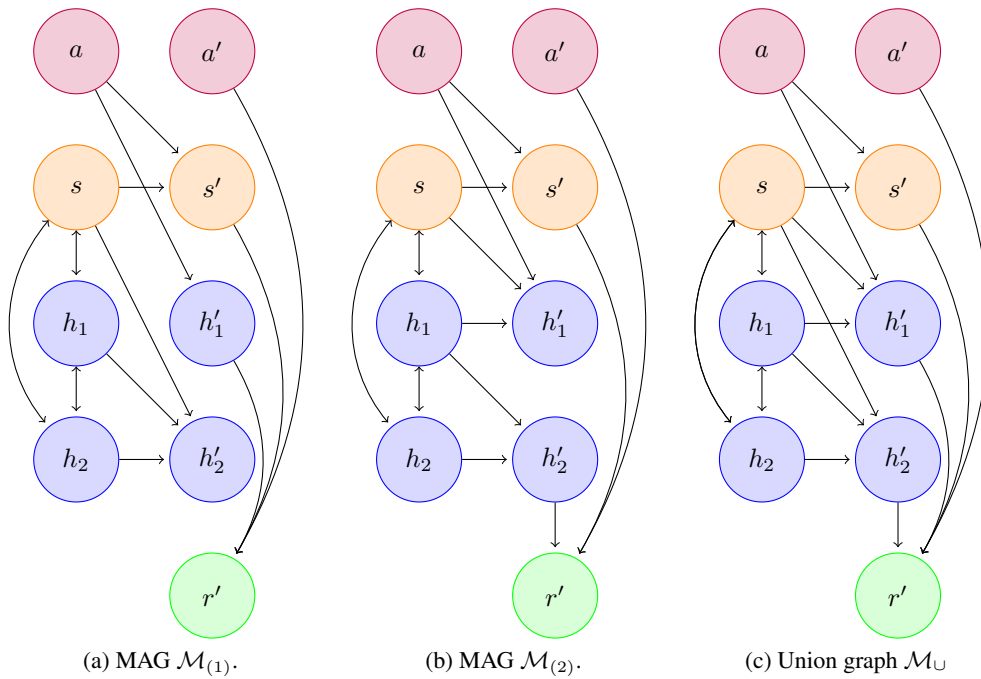 a a′ a a′ a a′
s s′ s s′ s s′
h₁ h′₁ h₁ h′₁ h₁ h′₁
h₂ h′₂ h₂ h′₂ h₂ h′₂
r′ r′ r′
(a) MAG ℳ₍₁₎. (b) MAG ℳ₍₂₎. (c) Union graph ℳ∪